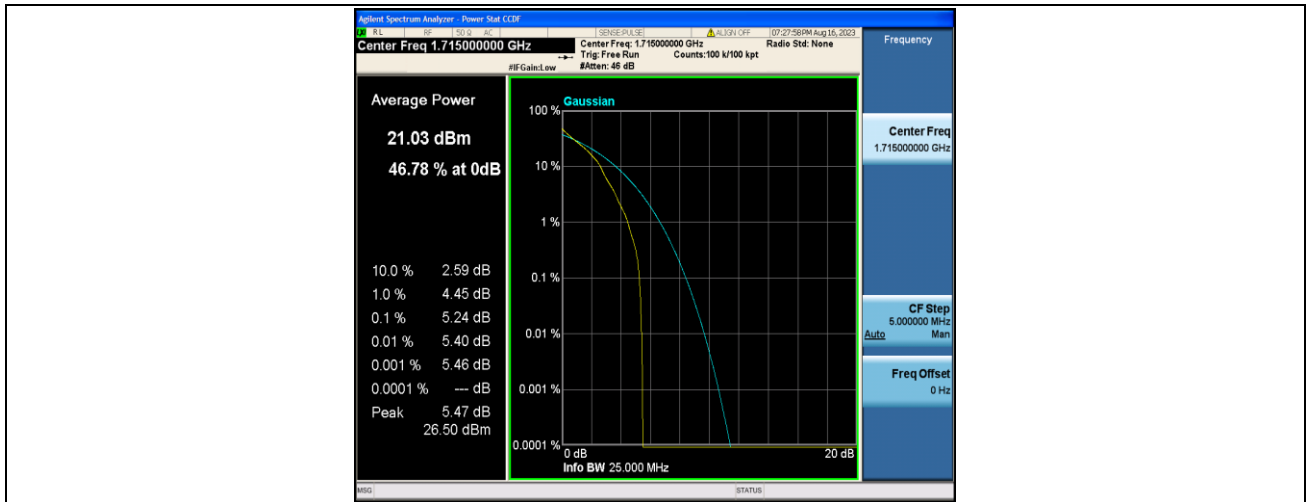 Agilent Spectrum Analyzer - Power Stat CCDF
LXI RL RF 50 Ω AC SENSE:PULSE ALIGN OFF 07:27:58PM Aug 16, 2023
Center Freq 1.715000000 GHz
Center Freq: 1.715000000 GHz Radio Std: None
Trig: Free Run Counts:100 k/100 kpt
#IFGain:Low #Atten: 46 dB
Average Power
21.03 dBm
46.78 % at 0dB
10.0 % 2.59 dB
1.0 % 4.45 dB
0.1 % 5.24 dB
0.01 % 5.40 dB
0.001 % 5.46 dB
0.0001 % --- dB
Peak 5.47 dB
26.50 dBm
Gaussian
100 %
10 %
1 %
0.1 %
0.01 %
0.001 %
0.0001 %
0 dB 20 dB
Info BW 25.000 MHz
Frequency
Center Freq
1.715000000 GHz
CF Step
5.000000 MHz
Auto Man
Freq Offset
0 Hz
MSG STATUS